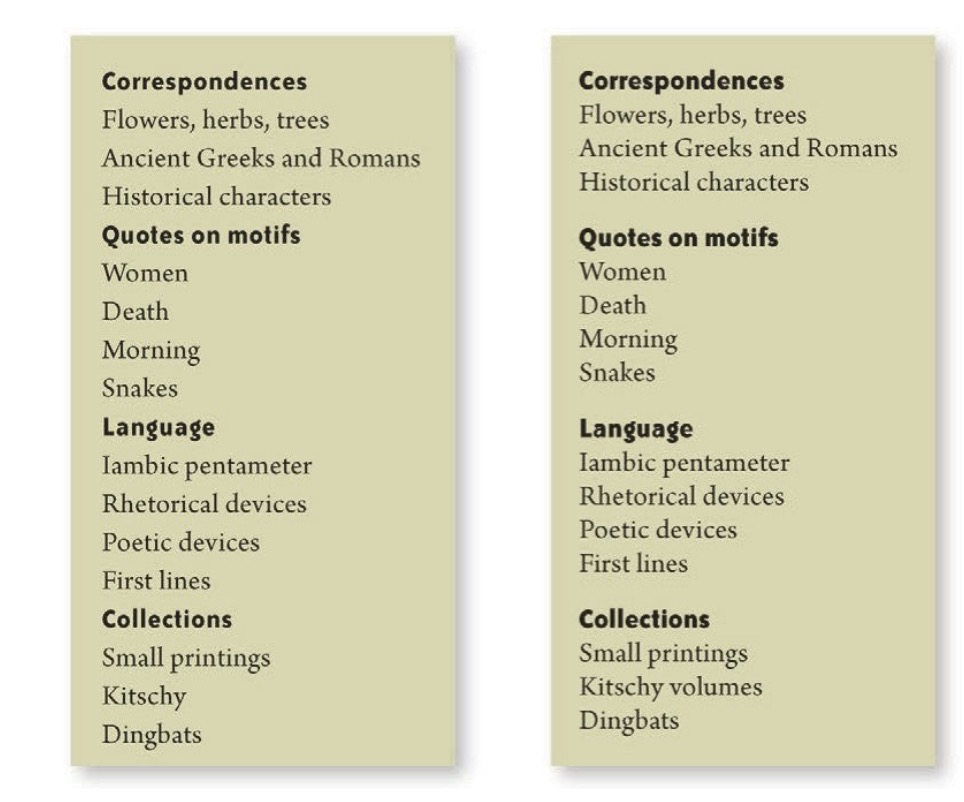 Correspondences
Flowers, herbs, trees
Ancient Greeks and Romans
Historical characters
Quotes on motifs
Women
Death
Morning
Snakes
Language
Iambic pentameter
Rhetorical devices
Poetic devices
First lines
Collections
Small printings
Kitschy
Dingbats
Correspondences
Flowers, herbs, trees
Ancient Greeks and Romans
Historical characters
Quotes on motifs
Women
Death
Morning
Snakes
Language
Iambic pentameter
Rhetorical devices
Poetic devices
First lines
Collections
Small printings
Kitschy volumes
Dingbats